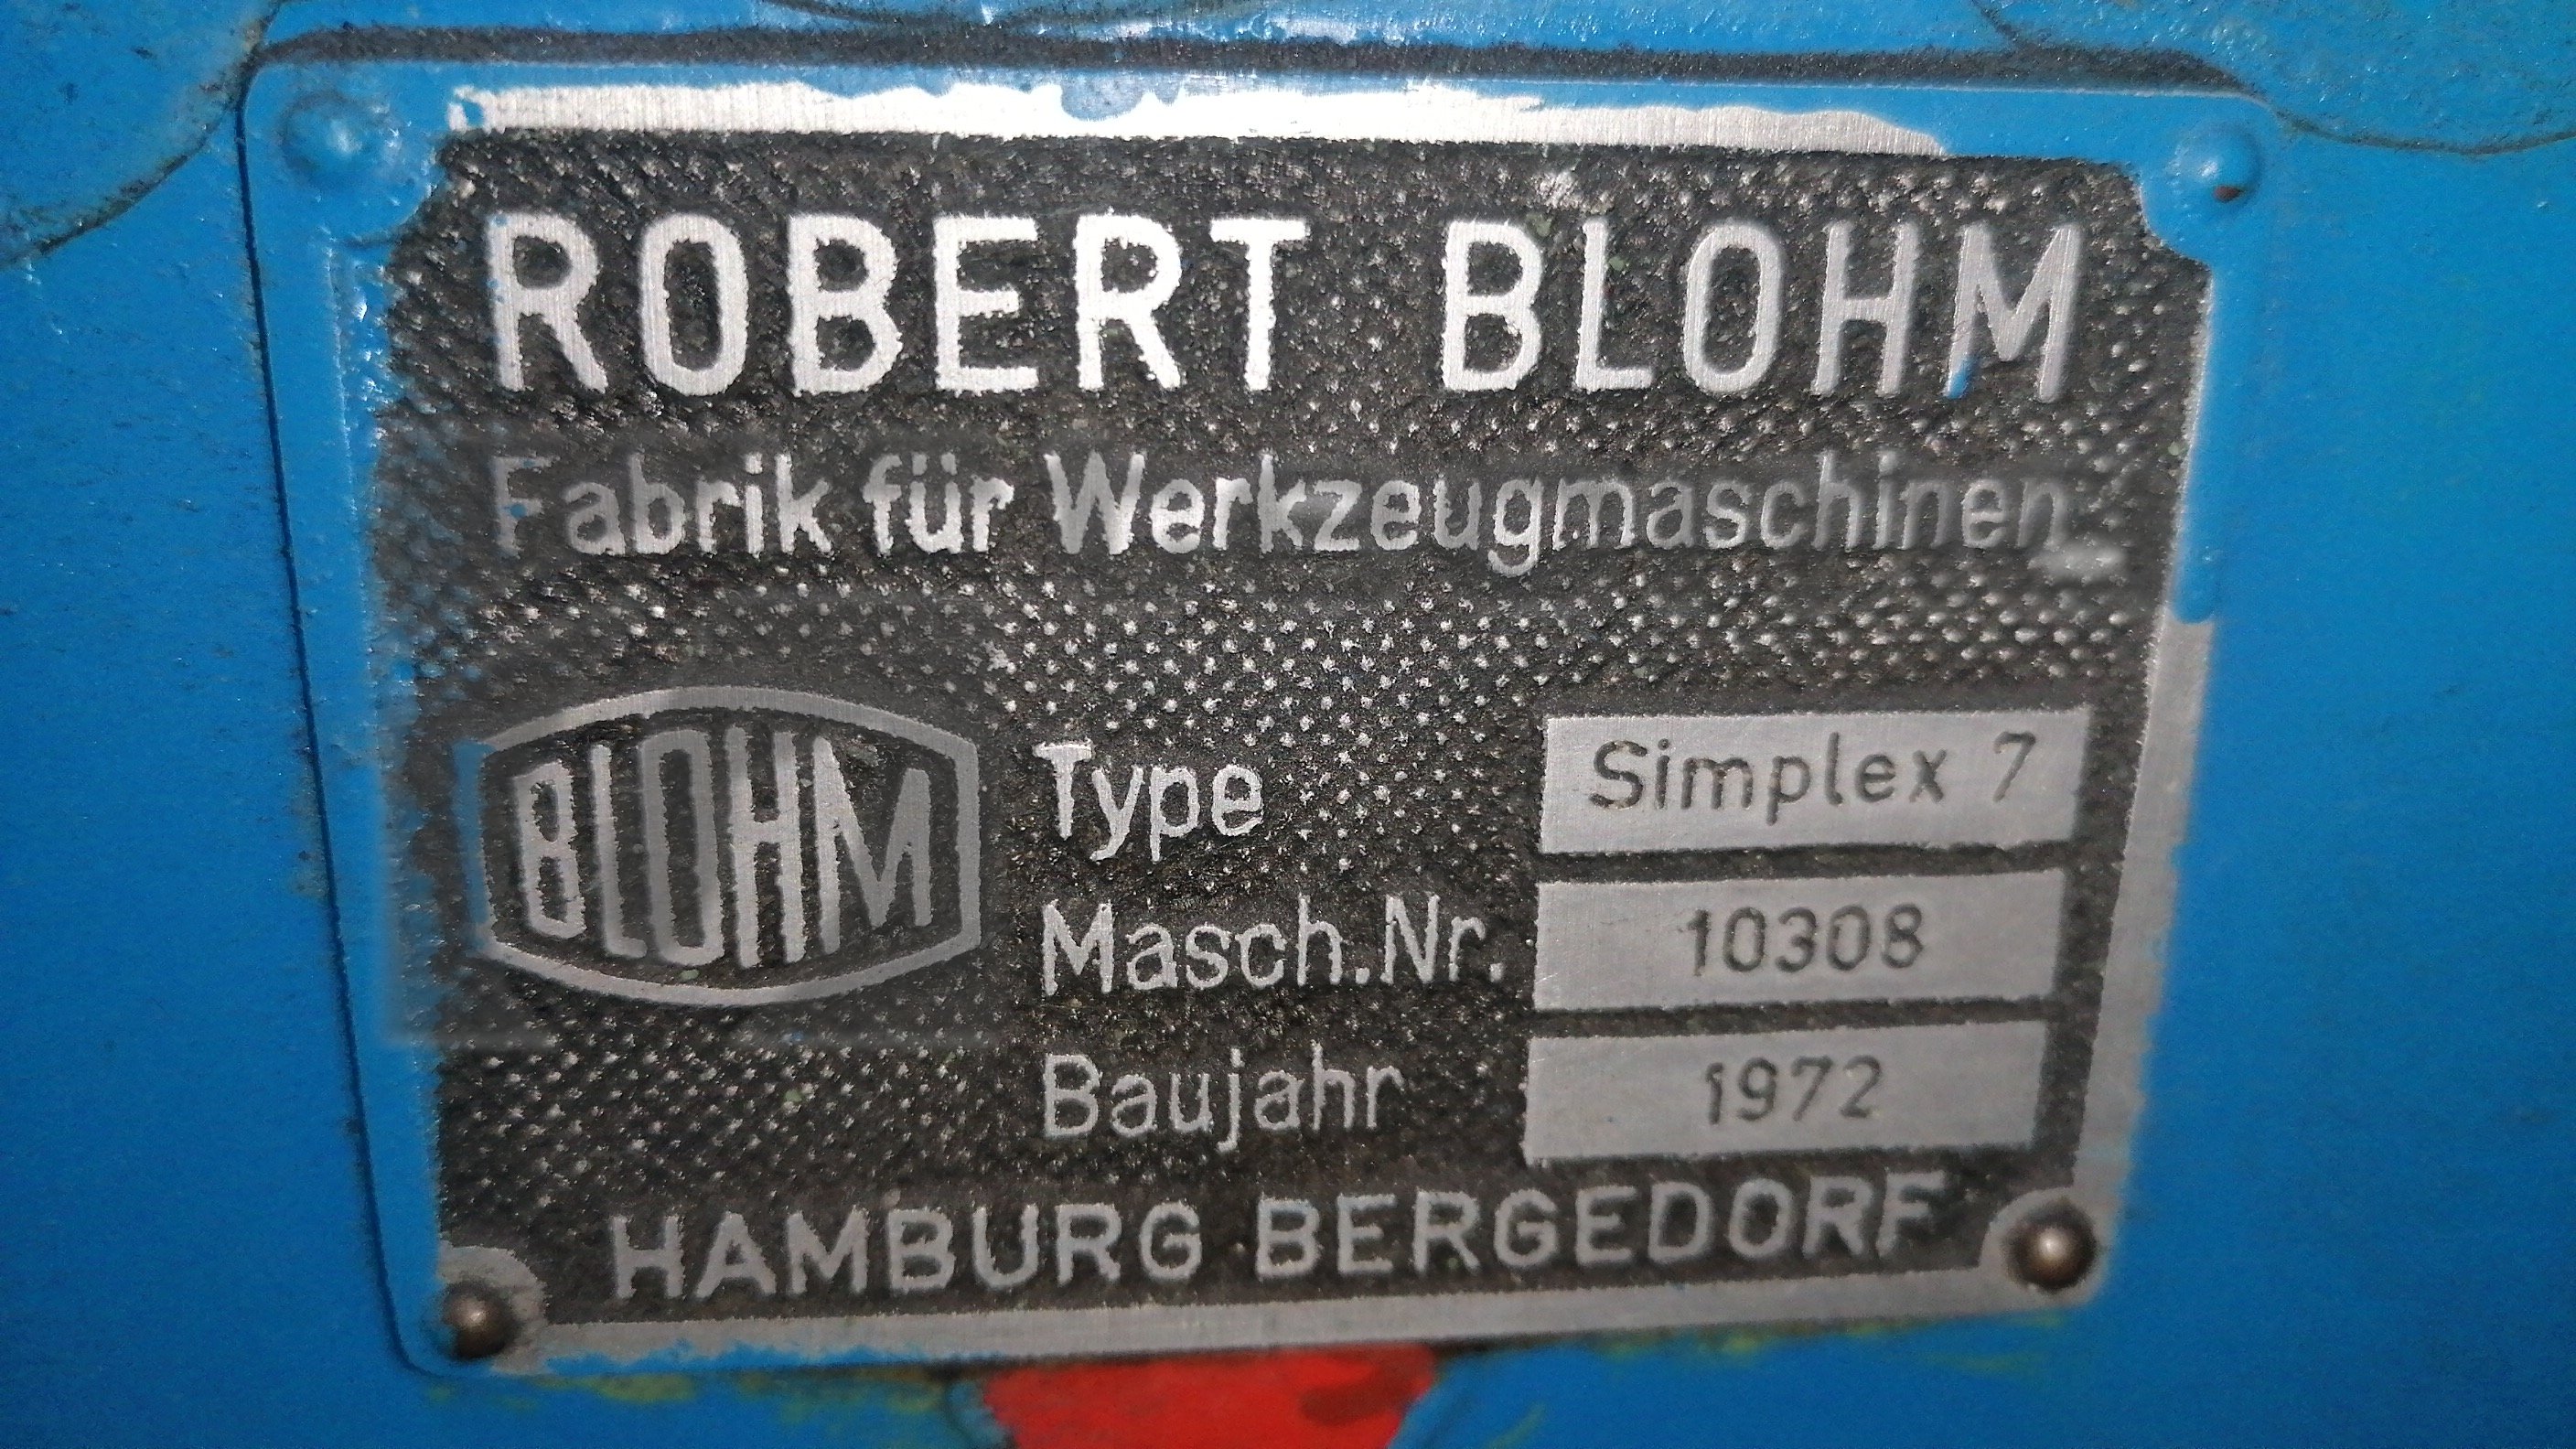 ROBERT BLOHM
Fabrik für Werkzeugmaschinen
BLOHM
Type Simplex 7
Masch.Nr. 10308
Baujahr 1972
HAMBURG BERGEDORF